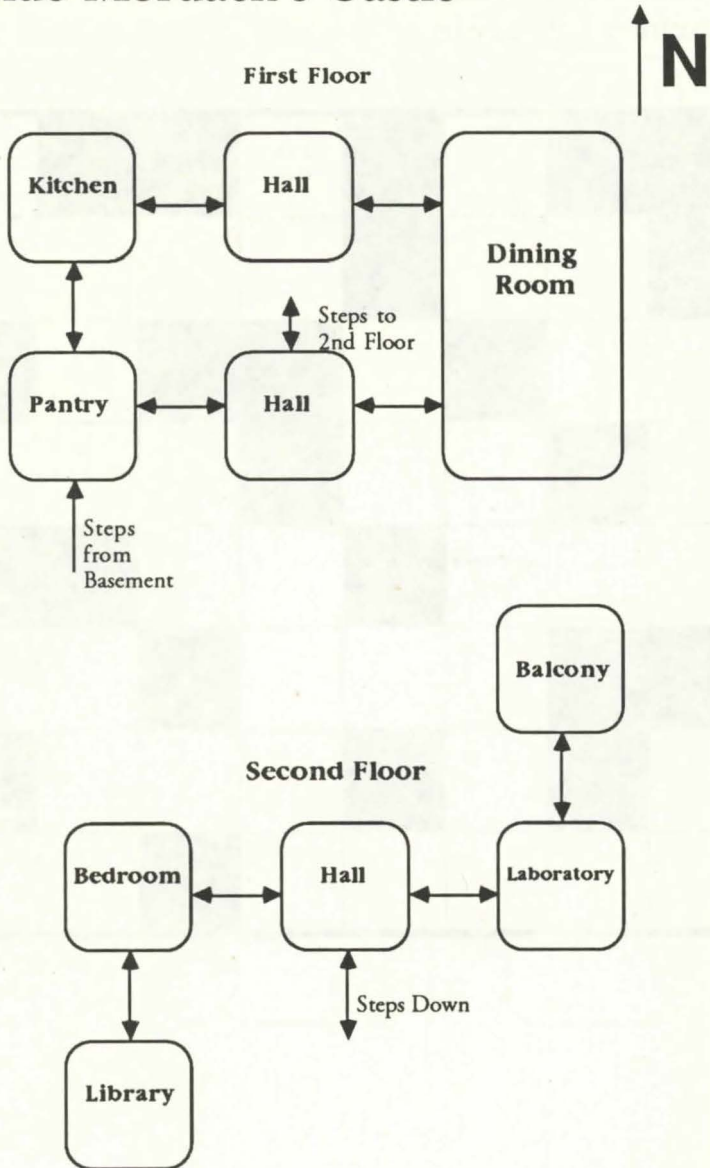 First Floor
N
Kitchen
Hall
Dining
Room
Steps to
2nd Floor
Pantry
Hall
Steps
from
Basement
Balcony
Second Floor
Bedroom
Hall
Laboratory
Steps Down
Library